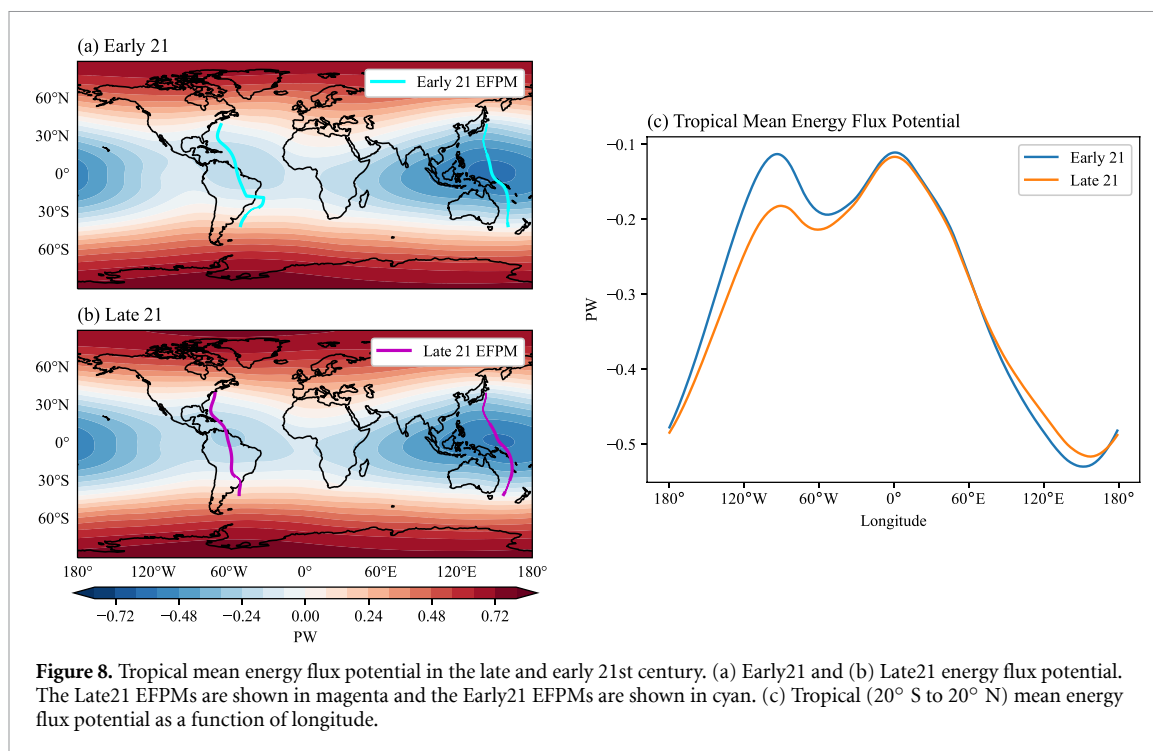 (a) Early 21
Early 21 EFPM
60°N
30°N
0°
30°S
60°S
(b) Late 21
Late 21 EFPM
60°N
30°N
0°
30°S
60°S
180° 120°W 60°W 0° 60°E 120°E 180°
−0.72 −0.48 −0.24 0.00 0.24 0.48 0.72
PW
(c) Tropical Mean Energy Flux Potential
−0.1
−0.2
−0.3
−0.4
−0.5
PW
Early 21
Late 21
180° 120°W 60°W 0° 60°E 120°E 180°
Longitude
Figure 8. Tropical mean energy flux potential in the late and early 21st century. (a) Early21 and (b) Late21 energy flux potential.
The Late21 EFPMs are shown in magenta and the Early21 EFPMs are shown in cyan. (c) Tropical (20° S to 20° N) mean energy
flux potential as a function of longitude.